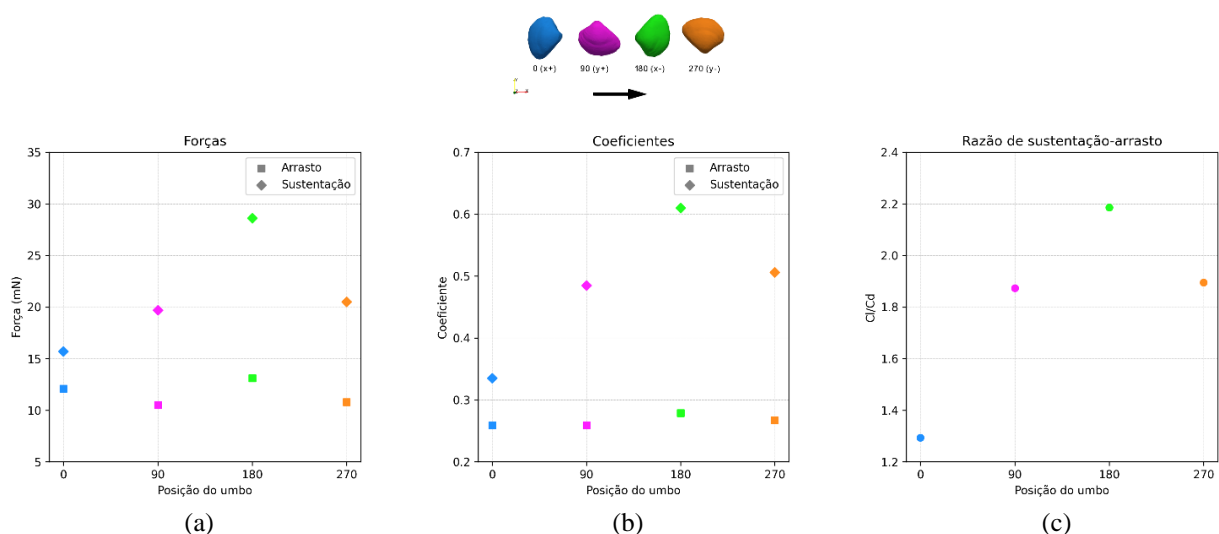 0 (x+) 90 (y+) 180 (x-) 270 (y-)
Forças
35
30
25
20
15
10
5
Força (mN)
Arrasto
Sustentação
0 90 180 270
Posição do umbo
(a)
Coeficientes
0.7
0.6
0.5
0.4
0.3
0.2
Coeficiente
Arrasto
Sustentação
0 90 180 270
Posição do umbo
(b)
Razão de sustentação-arrasto
2.4
2.2
2.0
1.8
1.6
1.4
1.2
Cl/Cd
0 90 180 270
Posição do umbo
(c)